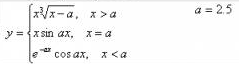 y = { x∛(x−a), x > a
x sin ax, x = a
e^(−ax) cos ax, x < a
a = 2.5